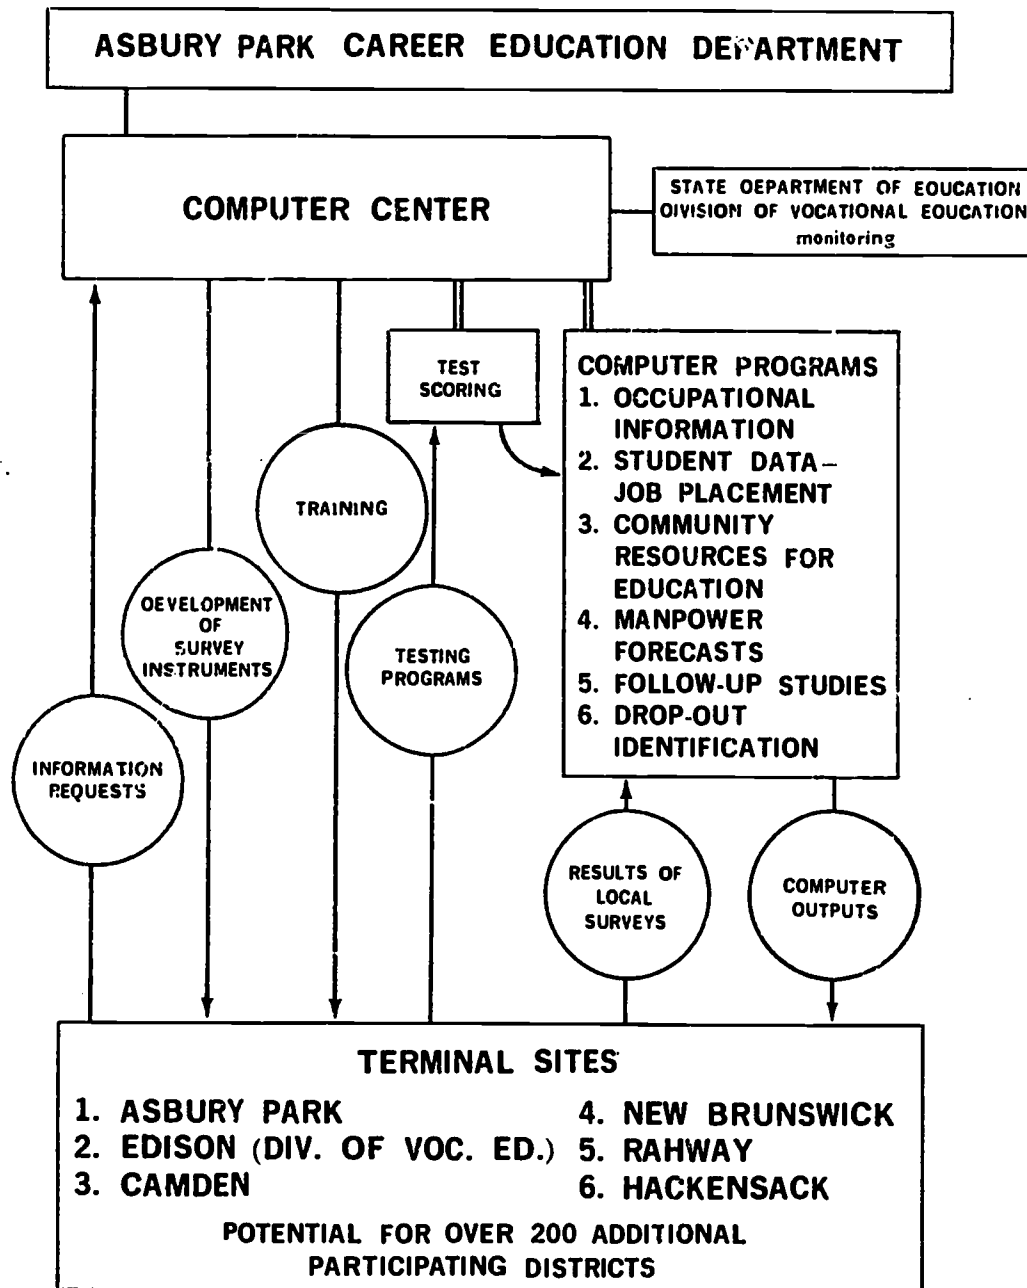 ASBURY PARK CAREER EDUCATION DEPARTMENT
COMPUTER CENTER
STATE OEPARTMENT OF EOUCATION
DIVISION OF VOCATIONAL EOUCATION
monitoring
TEST
SCORING
COMPUTER PROGRAMS
1. OCCUPATIONAL
INFORMATION
2. STUDENT DATA–
JOB PLACEMENT
3. COMMUNITY
RESOURCES FOR
EDUCATION
4. MANPOWER
FORECASTS
5. FOLLOW-UP STUDIES
6. DROP-OUT
IDENTIFICATION
TRAINING
OEVELOPMENT
OF
SURVEY
INSTRUMENTS
TESTING
PROGRAMS
INFORMATION
REQUESTS
RESULTS OF
LOCAL
SURVEYS
COMPUTER
OUTPUTS
TERMINAL SITES
1. ASBURY PARK
2. EDISON (DIV. OF VOC. ED.)
3. CAMDEN
4. NEW BRUNSWICK
5. RAHWAY
6. HACKENSACK
POTENTIAL FOR OVER 200 ADDITIONAL
PARTICIPATING DISTRICTS